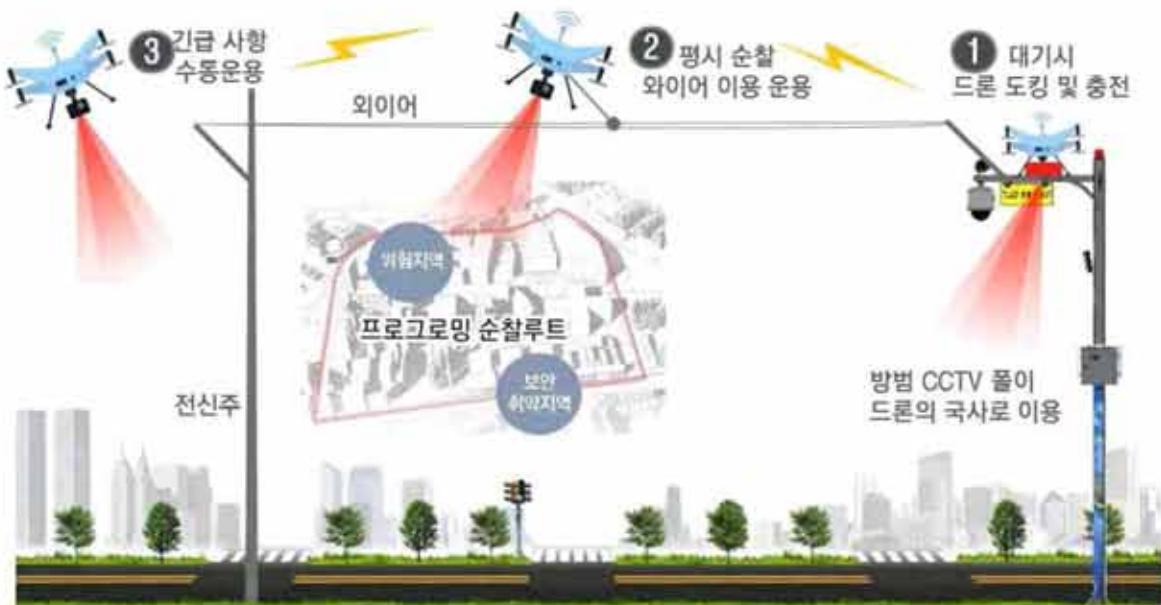 3 긴급 사항
수동운용
2 평시 순찰
와이어 이용 운용
1 대기시
드론 도킹 및 충전
외이어
위험지역
프로그로밍 순찰루트
보안
취약지역
전신주
방범 CCTV 폴이
드론의 국사로 이용